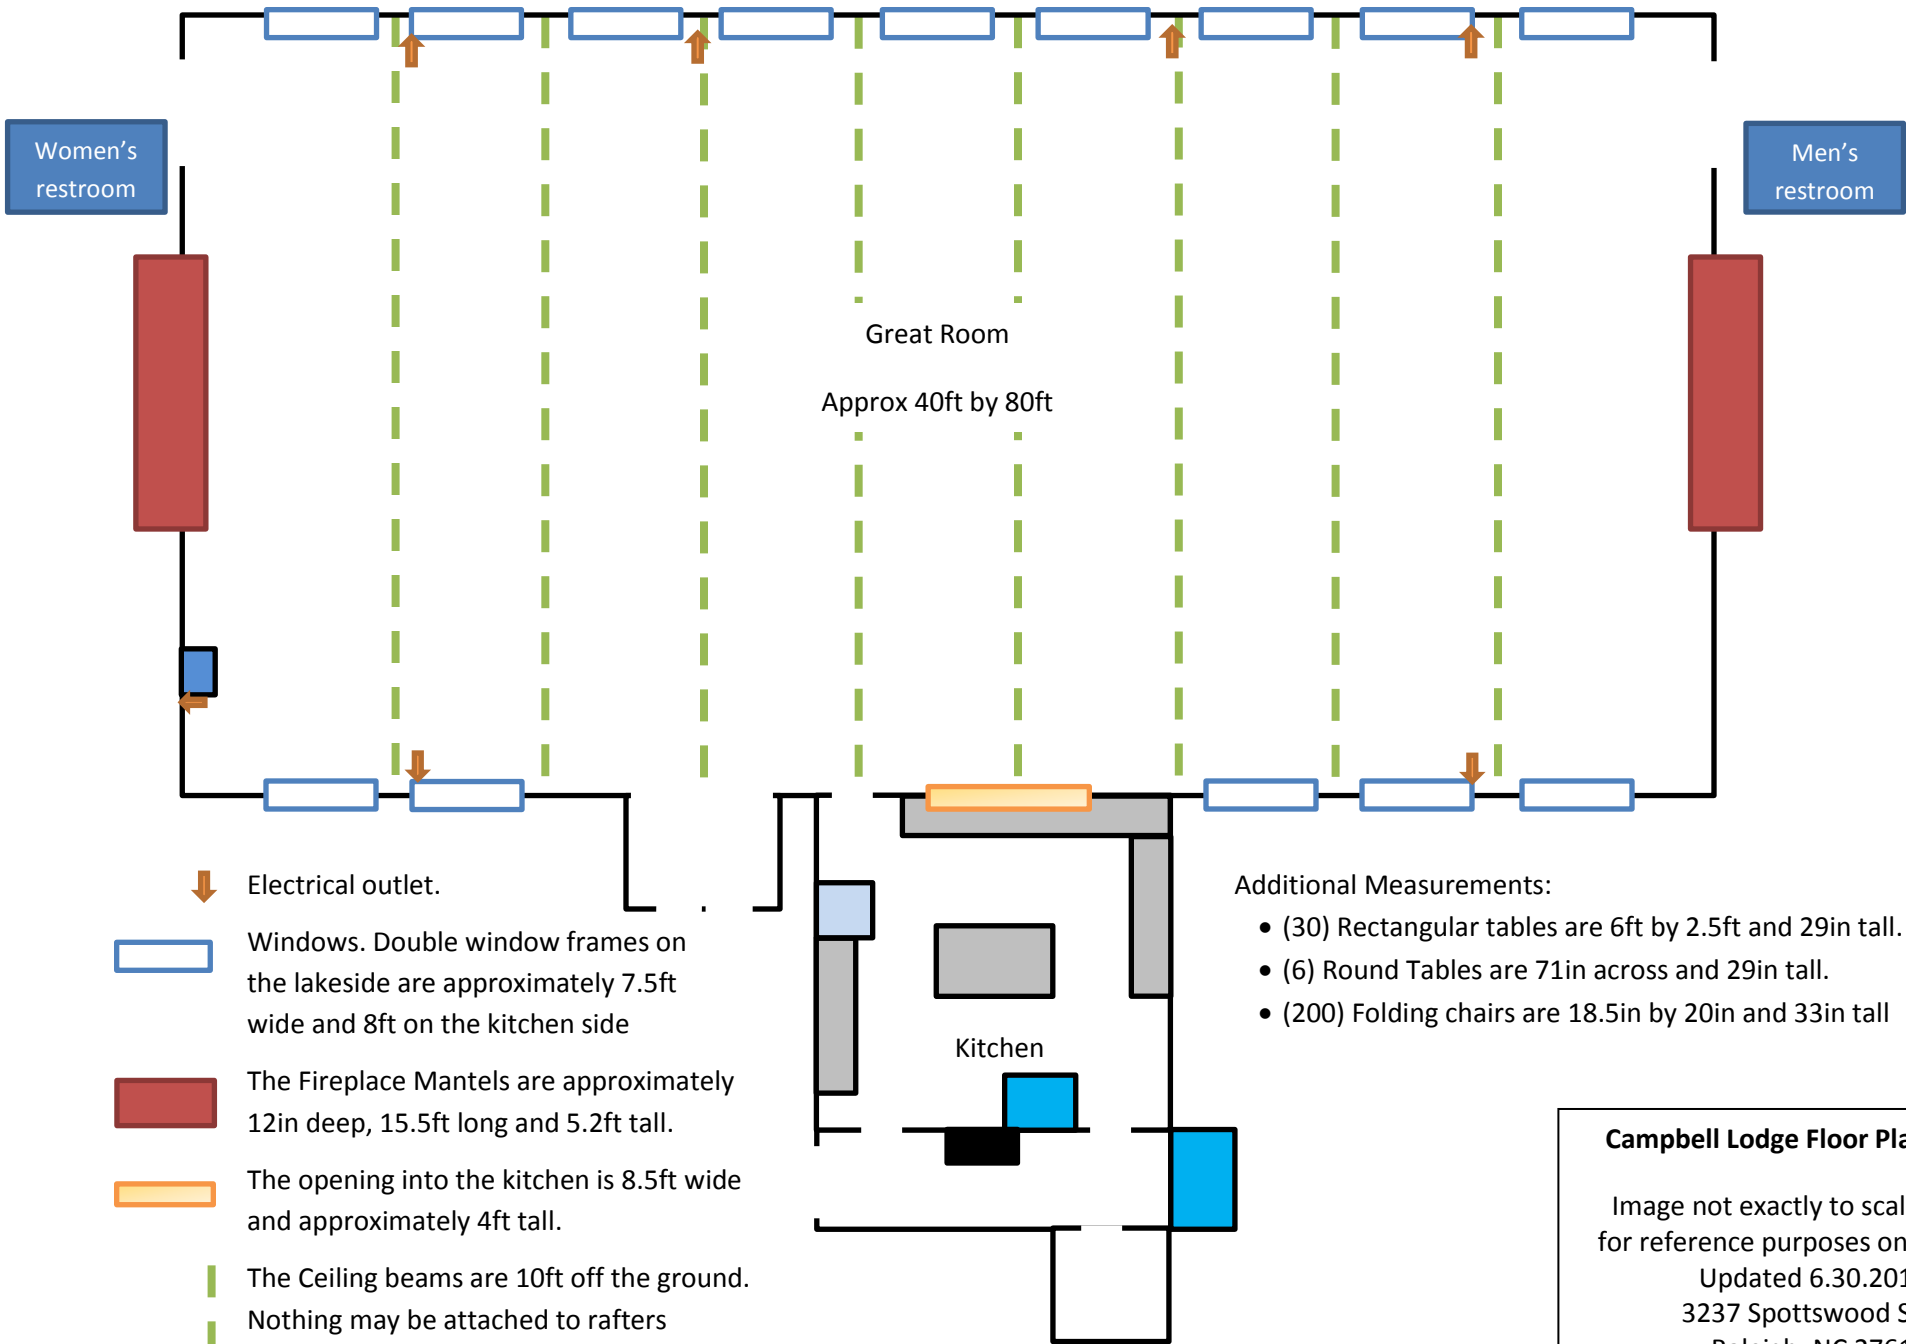 Women's
restroom
Men's
restroom
Great Room
Approx 40ft by 80ft
Electrical outlet.
Windows. Double window frames on
the lakeside are approximately 7.5ft
wide and 8ft on the kitchen side
The Fireplace Mantels are approximately
12in deep, 15.5ft long and 5.2ft tall.
The opening into the kitchen is 8.5ft wide
and approximately 4ft tall.
The Ceiling beams are 10ft off the ground.
Nothing may be attached to rafters
Kitchen
Additional Measurements:
• (30) Rectangular tables are 6ft by 2.5ft and 29in tall.
• (6) Round Tables are 71in across and 29in tall.
• (200) Folding chairs are 18.5in by 20in and 33in tall
Campbell Lodge Floor Pla
Image not exactly to scal
for reference purposes on
Updated 6.30.201
3237 Spottswood S